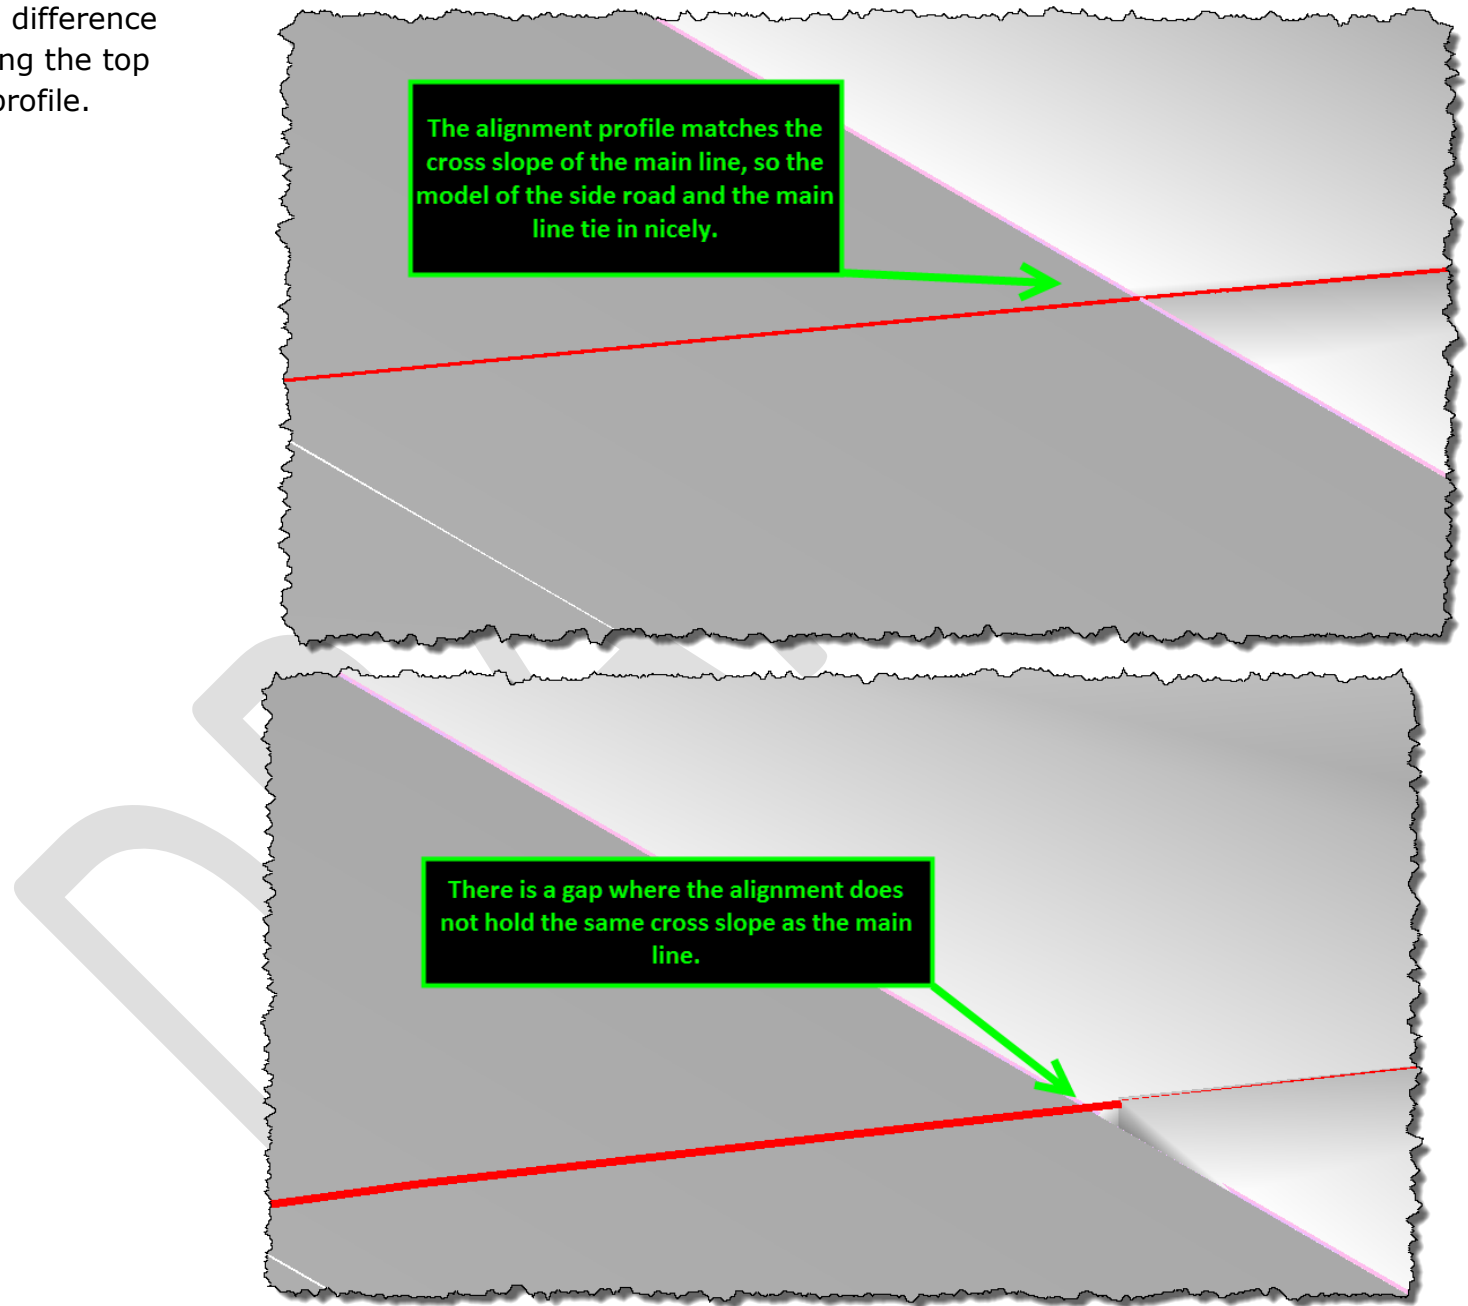 difference
ng the top
profile.
The alignment profile matches the
cross slope of the main line, so the
model of the side road and the main
line tie in nicely.
There is a gap where the alignment does
not hold the same cross slope as the main
line.